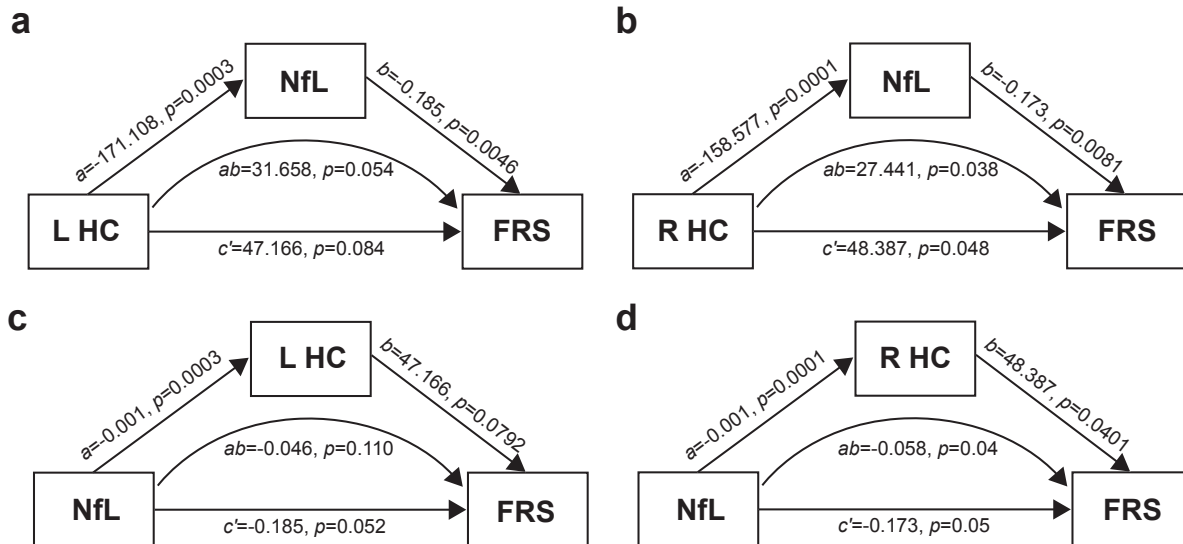 a
NfL
a=-171.108, p=0.0003
b=-0.185, p=0.0046
ab=31.658, p=0.054
L HC
FRS
c'=47.166, p=0.084
b
NfL
a=-158.577, p=0.0001
b=-0.173, p=0.0081
ab=27.441, p=0.038
R HC
FRS
c'=48.387, p=0.048
c
L HC
a=-0.001, p=0.0003
b=47.166, p=0.0792
ab=-0.046, p=0.110
NfL
FRS
c'=-0.185, p=0.052
d
R HC
a=-0.001, p=0.0001
b=48.387, p=0.0401
ab=-0.058, p=0.04
NfL
FRS
c'=-0.173, p=0.05